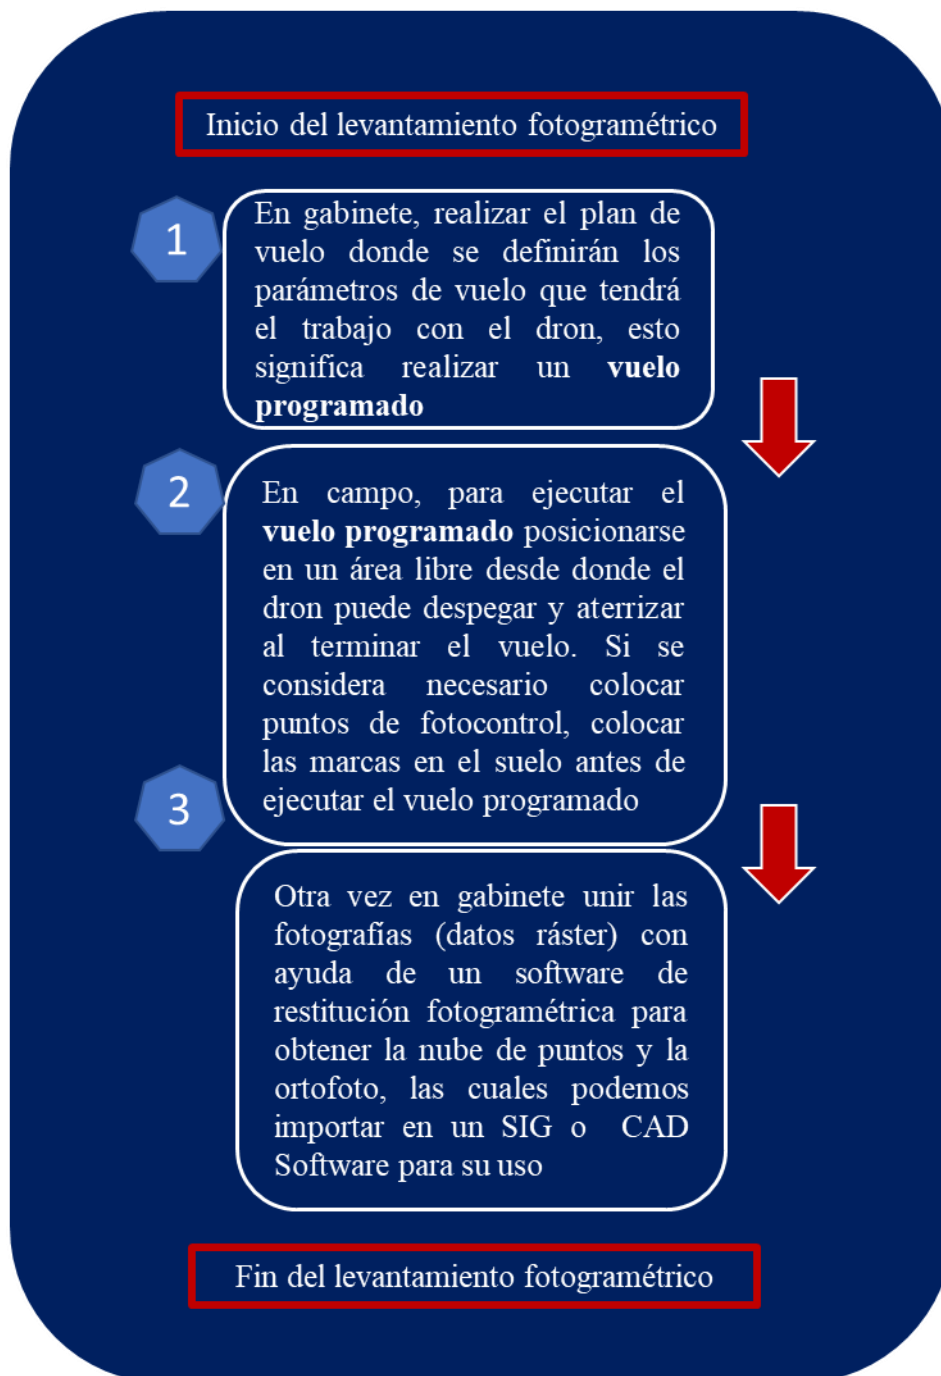 Inicio del levantamiento fotogramétrico
1
En gabinete, realizar el plan de
vuelo donde se definirán los
parámetros de vuelo que tendrá
el trabajo con el dron, esto
significa realizar un vuelo
programado
2
En campo, para ejecutar el
vuelo programado posicionarse
en un área libre desde donde el
dron puede despegar y aterrizar
al terminar el vuelo. Si se
considera necesario colocar
puntos de fotocontrol, colocar
las marcas en el suelo antes de
ejecutar el vuelo programado
3
Otra vez en gabinete unir las
fotografías (datos ráster) con
ayuda de un software de
restitución fotogramétrica para
obtener la nube de puntos y la
ortofoto, las cuales podemos
importar en un SIG o CAD
Software para su uso
Fin del levantamiento fotogramétrico